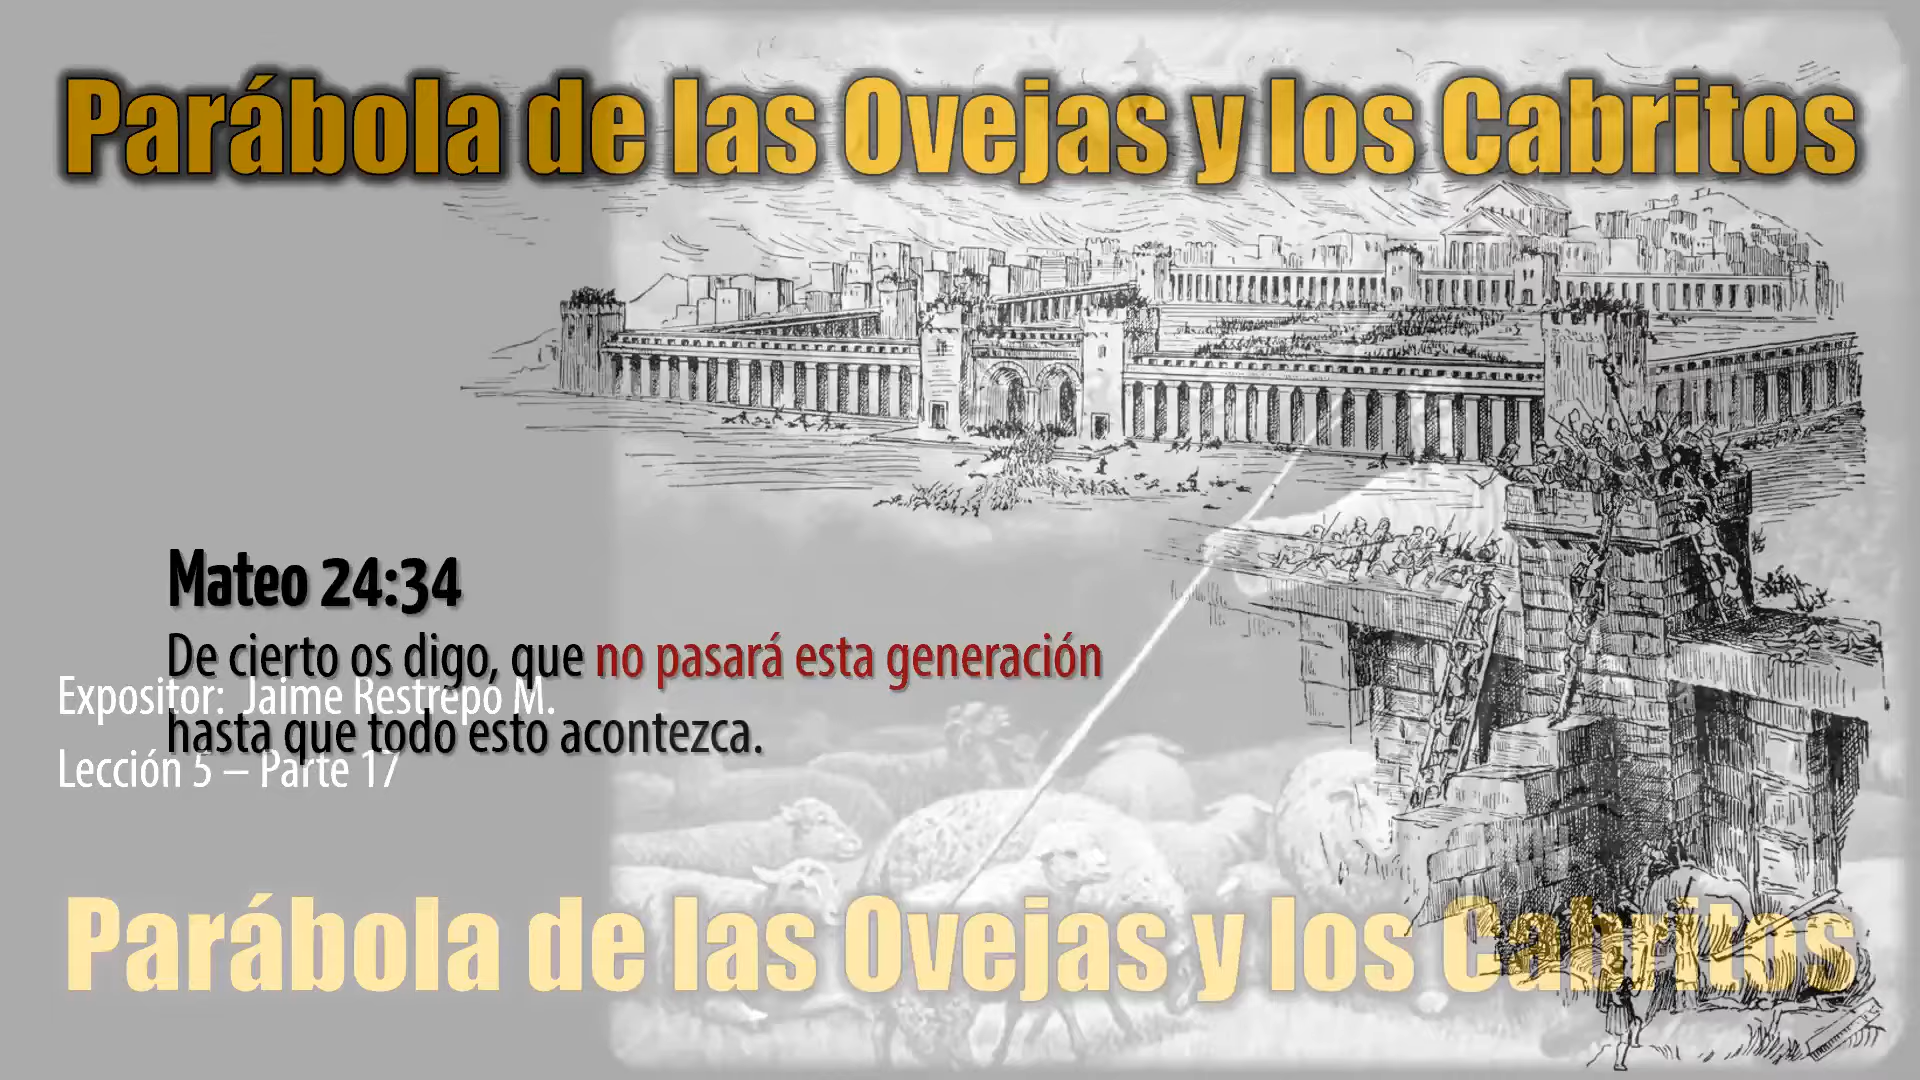 Parábola de las Ovejas y los Cabritos
Mateo 24:34
De cierto os digo, que no pasará esta generación
Expositor: Jaime Restrepo M.
hasta que todo esto acontezca.
Lección 5 – Parte 17
Parábola de las Ovejas y los Cabritos